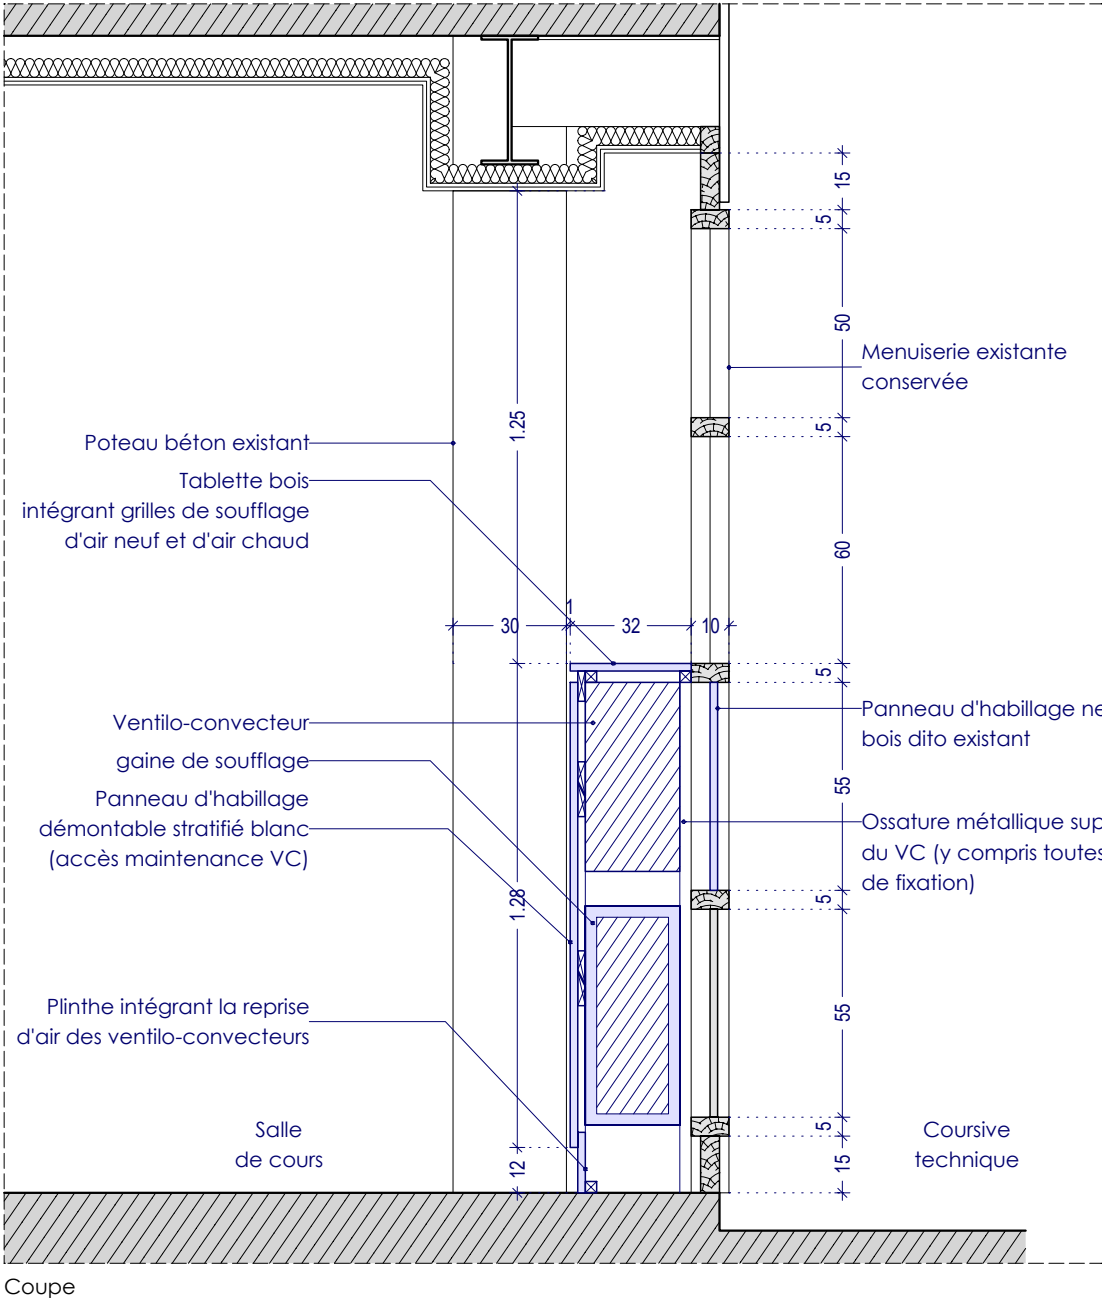 15
5
50
Menuiserie existante
conservée
1.25
5
Poteau béton existant
Tablette bois
intégrant grilles de soufflage
d'air neuf et d'air chaud
60
1
30
32
10
5
Ventilo-convecteur
gaine de soufflage
Panneau d'habillage
démontable stratifié blanc
(accès maintenance VC)
Panneau d'habillage ne
bois dito existant
55
Ossature métallique sup
du VC (y compris toutes
de fixation)
1.28
5
Plinthe intégrant la reprise
d'air des ventilo-convecteurs
55
Salle
de cours
5
Coursive
technique
12
15
Coupe